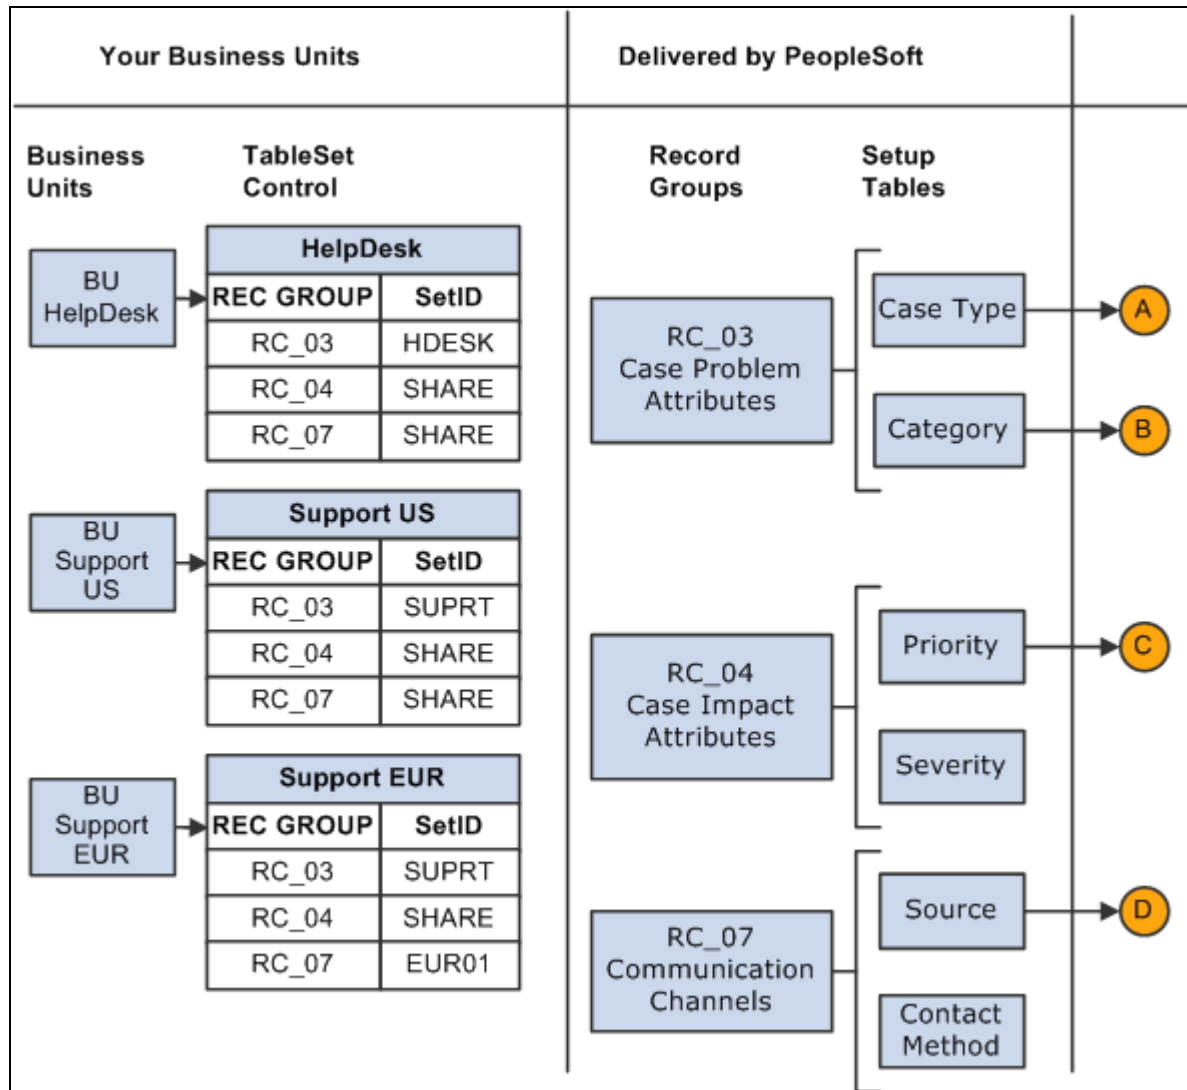 Your Business Units
Delivered by PeopleSoft
Business
Units
TableSet
Control
Record
Groups
Setup
Tables
BU
HelpDesk
HelpDesk
REC GROUP SetID
RC_03 HDESK
RC_04 SHARE
RC_07 SHARE
BU
Support
US
Support US
REC GROUP SetID
RC_03 SUPRT
RC_04 SHARE
RC_07 SHARE
BU
Support
EUR
Support EUR
REC GROUP SetID
RC_03 SUPRT
RC_04 SHARE
RC_07 EUR01
RC_03
Case Problem
Attributes
Case Type
A
Category
B
RC_04
Case Impact
Attributes
Priority
C
Severity
RC_07
Communication
Channels
Source
D
Contact
Method